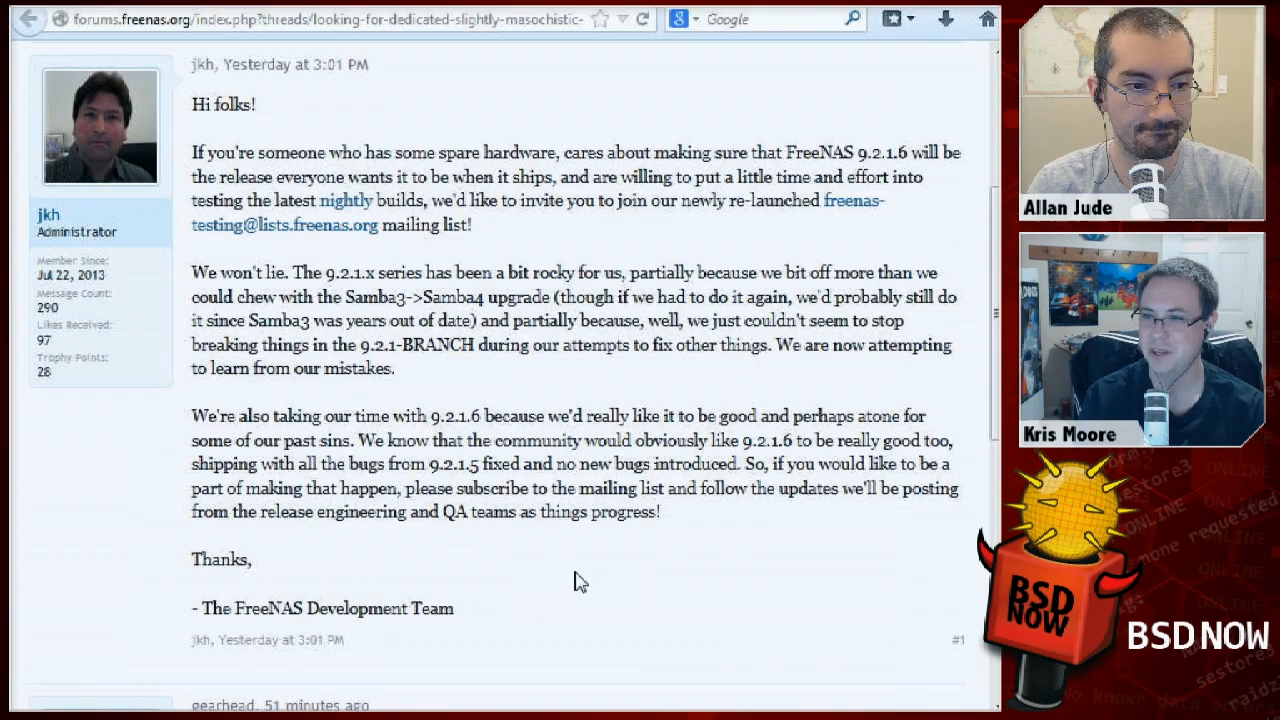 forums.freenas.org/index.php?threads/looking-for-dedicated-slightly-masochistic-
Google
jkh, Yesterday at 3:01 PM
jkh
Administrator
Member Since:
Jul 22, 2013
Message Count:
290
Likes Received:
97
Trophy Points:
28
Hi folks!
If you're someone who has some spare hardware, cares about making sure that FreeNAS 9.2.1.6 will be
the release everyone wants it to be when it ships, and are willing to put a little time and effort into
testing the latest nightly builds, we'd like to invite you to join our newly re-launched freenas-
testing@lists.freenas.org mailing list!
We won't lie. The 9.2.1.x series has been a bit rocky for us, partially because we bit off more than we
could chew with the Samba3->Samba4 upgrade (though if we had to do it again, we'd probably still do
it since Samba3 was years out of date) and partially because, well, we just couldn't seem to stop
breaking things in the 9.2.1-BRANCH during our attempts to fix other things. We are now attempting
to learn from our mistakes.
We're also taking our time with 9.2.1.6 because we'd really like it to be good and perhaps atone for
some of our past sins. We know that the community would obviously like 9.2.1.6 to be really good too,
shipping with all the bugs from 9.2.1.5 fixed and no new bugs introduced. So, if you would like to be a
part of making that happen, please subscribe to the mailing list and follow the updates we'll be posting
from the release engineering and QA teams as things progress!
Thanks,
- The FreeNAS Development Team
jkh, Yesterday at 3:01 PM
#1
gearhead, 51 minutes ago
Allan Jude
Kris Moore
BSD
NOW
BSD NOW